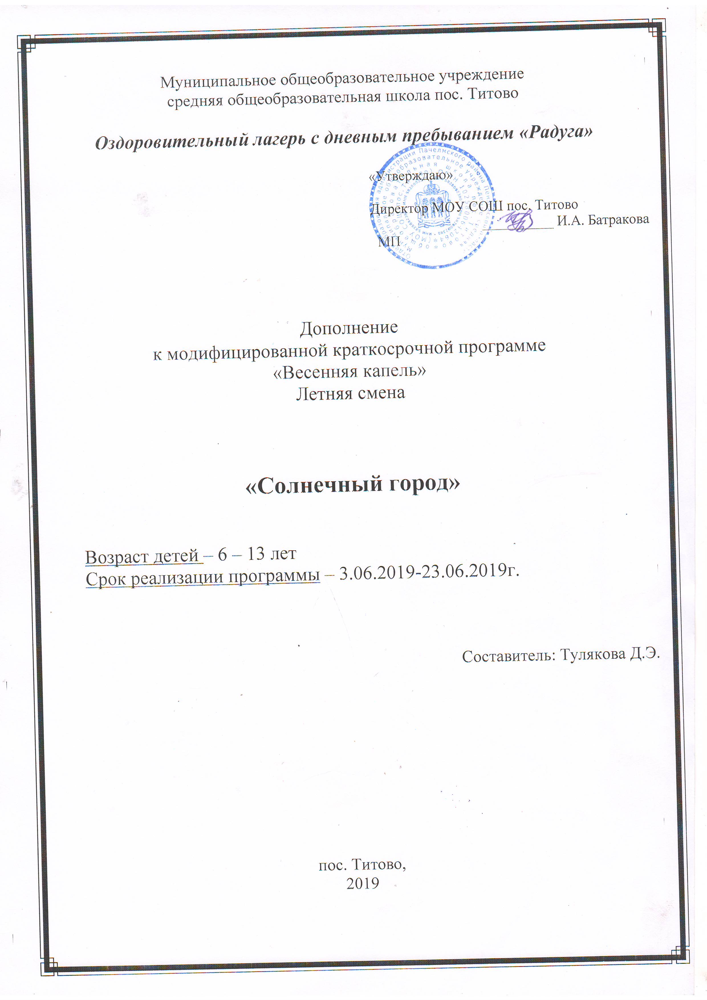 Муниципальное общеобразовательное учреждение
средняя общеобразовательная школа пос. Титово
Оздоровительный лагерь с дневным пребыванием «Радуга»
«Утверждаю»
Директор МОУ СОШ пос. Титово
И.А. Батракова
МП
Дополнение
к модифицированной краткосрочной программе
«Весенняя капель»
Летняя смена
«Солнечный город»
Возраст детей – 6 – 13 лет
Срок реализации программы – 3.06.2019-23.06.2019г.
Составитель: Тулякова Д.Э.
пос. Титово,
2019